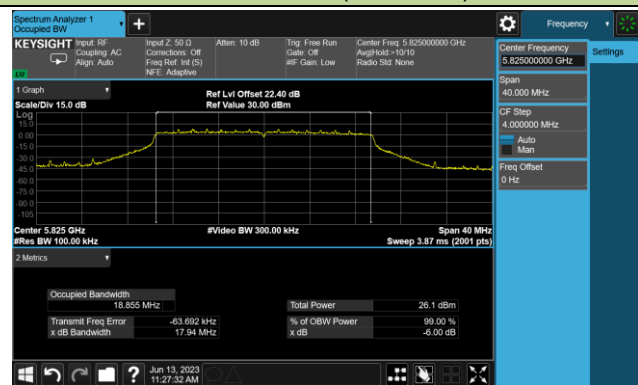 Spectrum Analyzer 1
Occupied BW
Frequency
KEYSIGHT
Input: RF
Coupling: AC
Align: Auto
Input Z: 50 Ω
Corrections: Off
Freq Ref: Int (S)
NFE: Adaptive
Atten: 10 dB
Trig: Free Run
Gate: Off
#IF Gain: Low
Center Freq: 5.825000000 GHz
Avg|Hold:>10/10
Radio Std: None
Center Frequency
5.825000000 GHz
Settings
Span
40.000 MHz
CF Step
4.000000 MHz
Auto
Man
Freq Offset
0 Hz
1 Graph
Scale/Div 15.0 dB
Ref Lvl Offset 22.40 dB
Ref Value 30.00 dBm
Log
15.0
0.00
-15.0
-30.0
-45.0
-60.0
-75.0
-90.0
-105
Center 5.825 GHz
#Res BW 100.00 kHz
#Video BW 300.00 kHz
Span 40 MHz
Sweep 3.87 ms (2001 pts)
2 Metrics
Occupied Bandwidth
18.855 MHz
Total Power 26.1 dBm
Transmit Freq Error -63.692 kHz
% of OBW Power 99.00 %
x dB Bandwidth 17.94 MHz
x dB -6.00 dB
Jun 13, 2023
11:27:32 AM